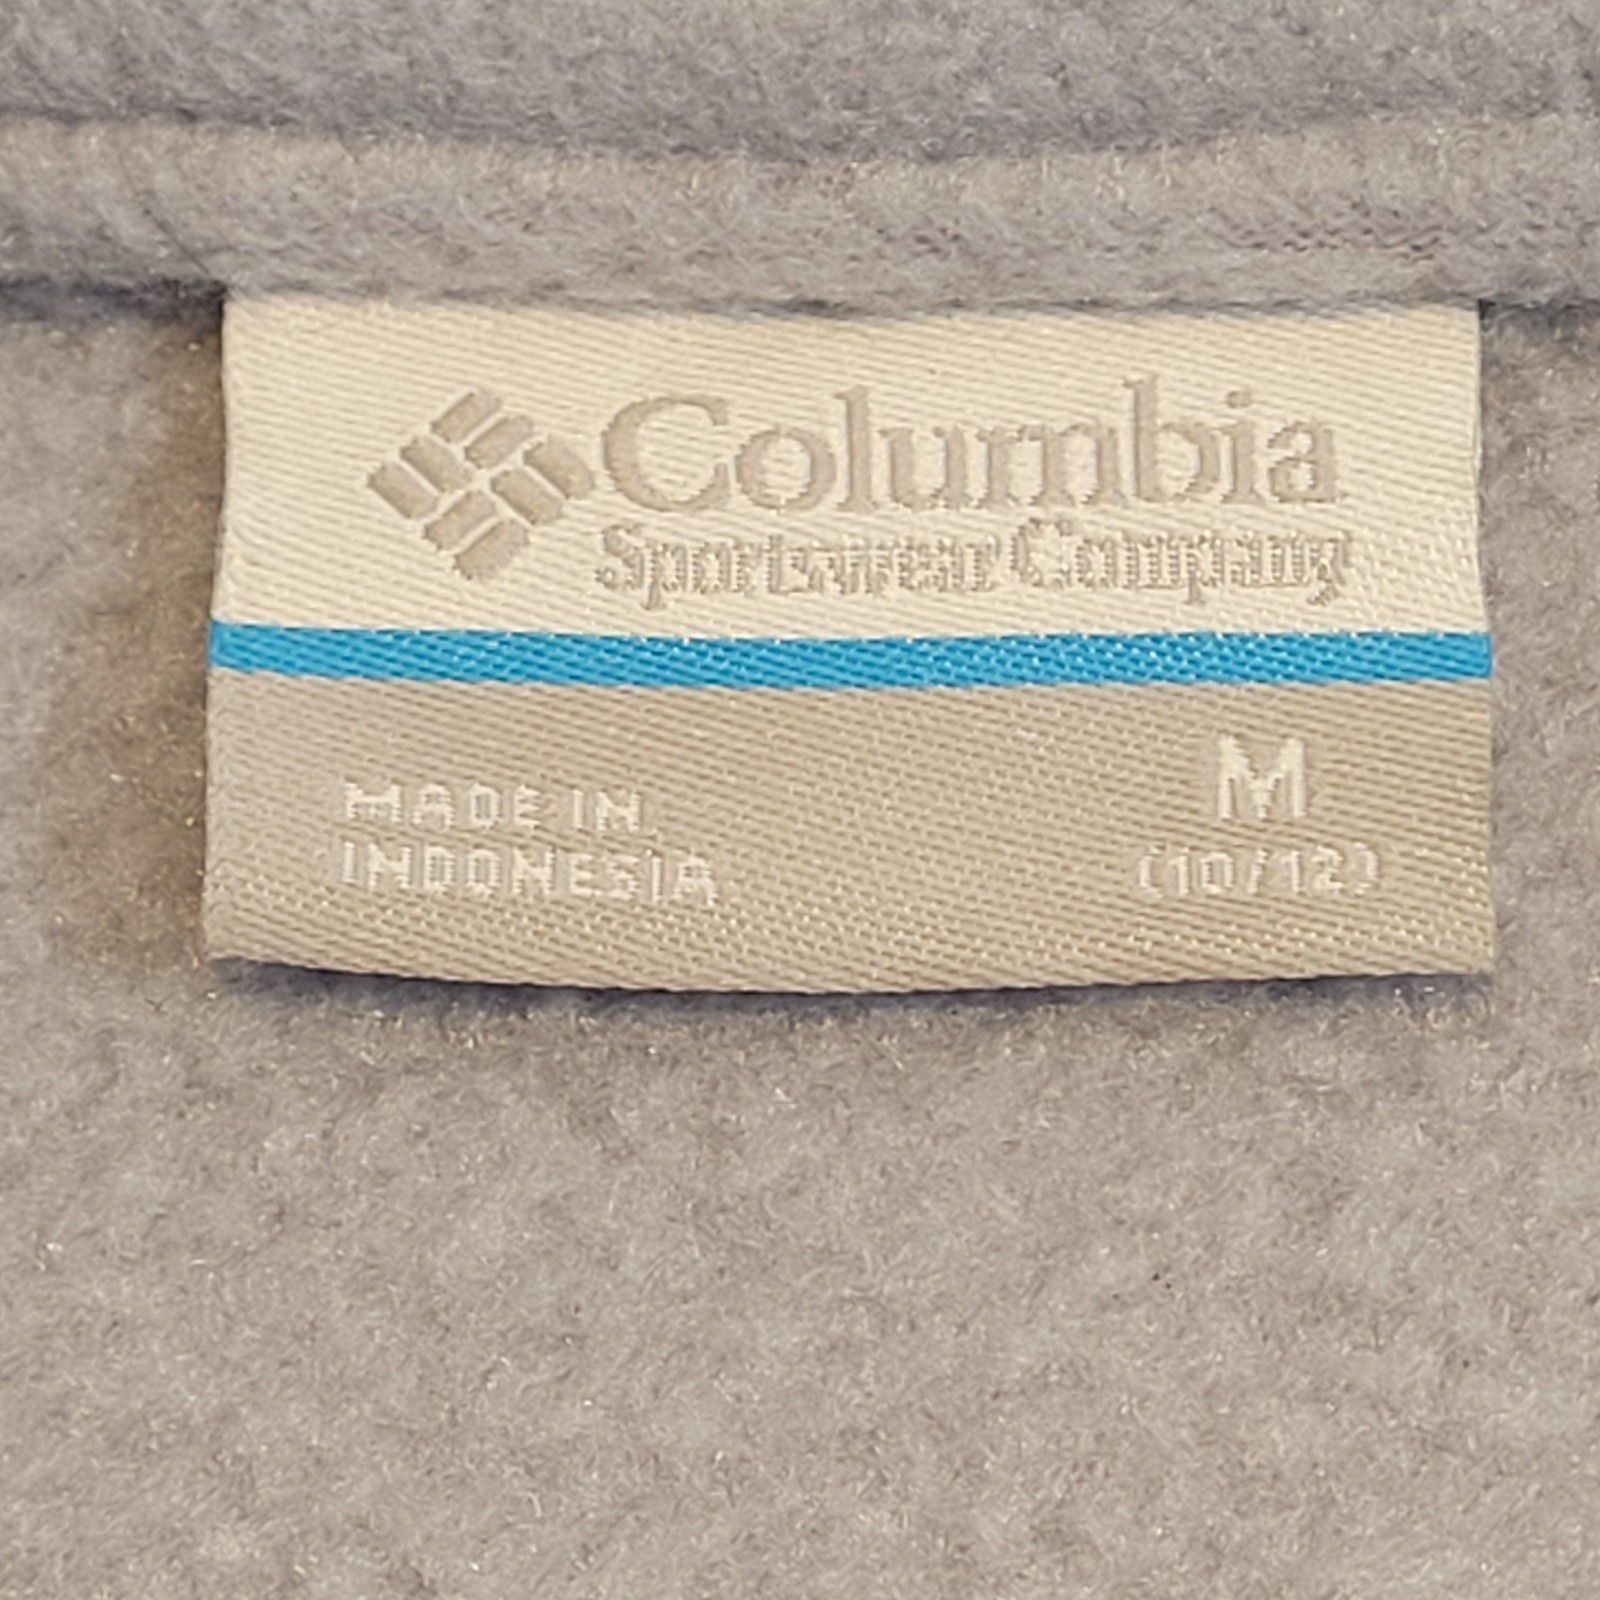 Columbia
Sportswear Company
MADE IN
INDONESIA
M
(10/12)